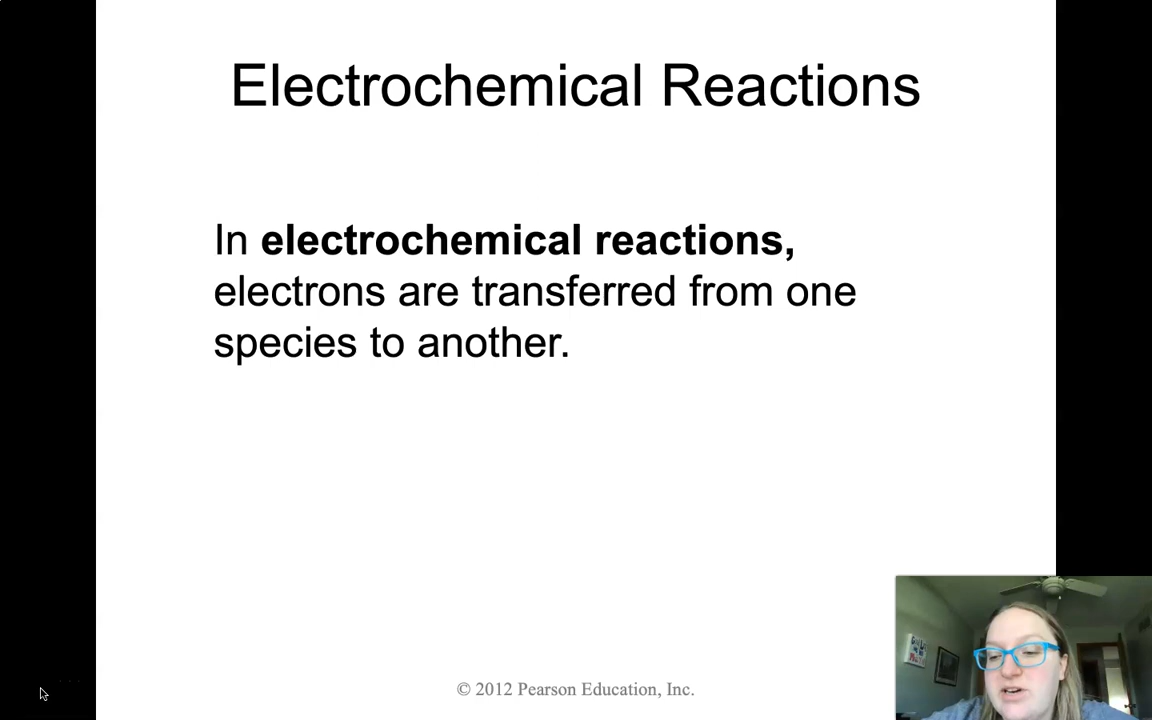 Electrochemical Reactions
In electrochemical reactions,
electrons are transferred from one
species to another.
© 2012 Pearson Education, Inc.